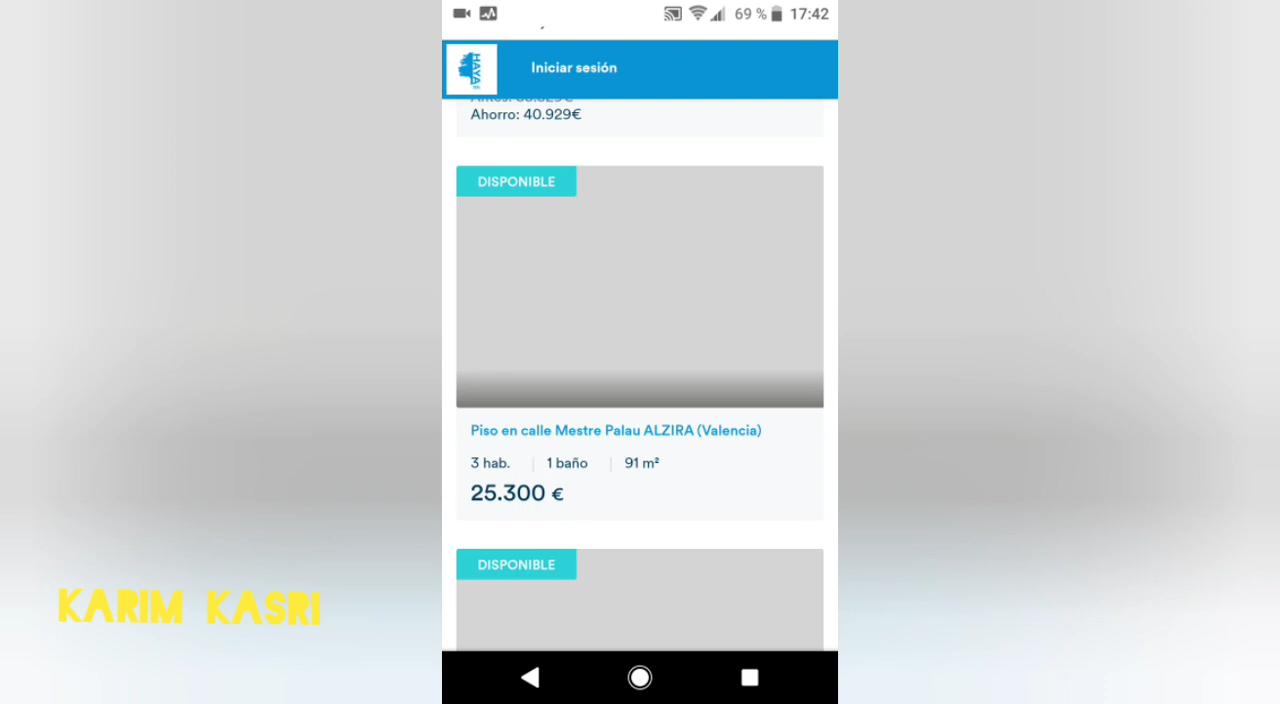 69 % 17:42
HAYA
Iniciar sesión
Ahorro: 40.929€
DISPONIBLE
Piso en calle Mestre Palau ALZIRA (Valencia)
3 hab. 1 baño 91 m²
25.300 €
DISPONIBLE
KARIM KASRI